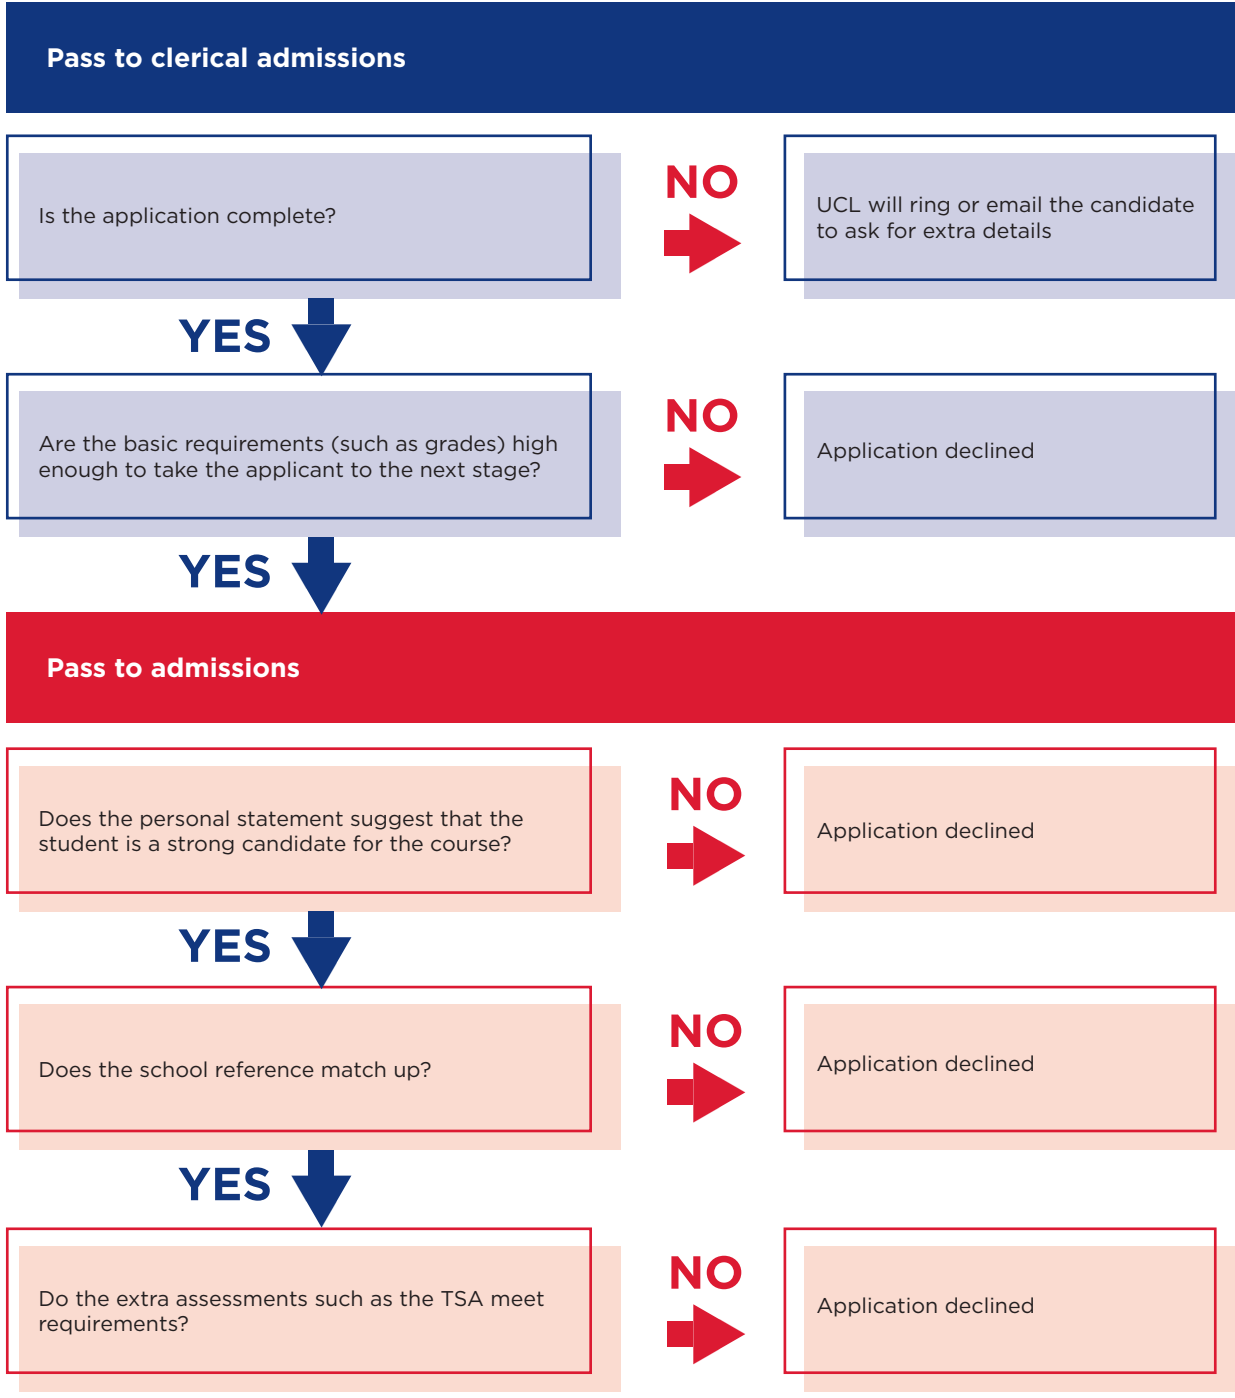 Pass to clerical admissions
Is the application complete?
NO
UCL will ring or email the candidate
to ask for extra details
YES
Are the basic requirements (such as grades) high
enough to take the applicant to the next stage?
NO
Application declined
YES
Pass to admissions
Does the personal statement suggest that the
student is a strong candidate for the course?
NO
Application declined
YES
Does the school reference match up?
NO
Application declined
YES
Do the extra assessments such as the TSA meet
requirements?
NO
Application declined